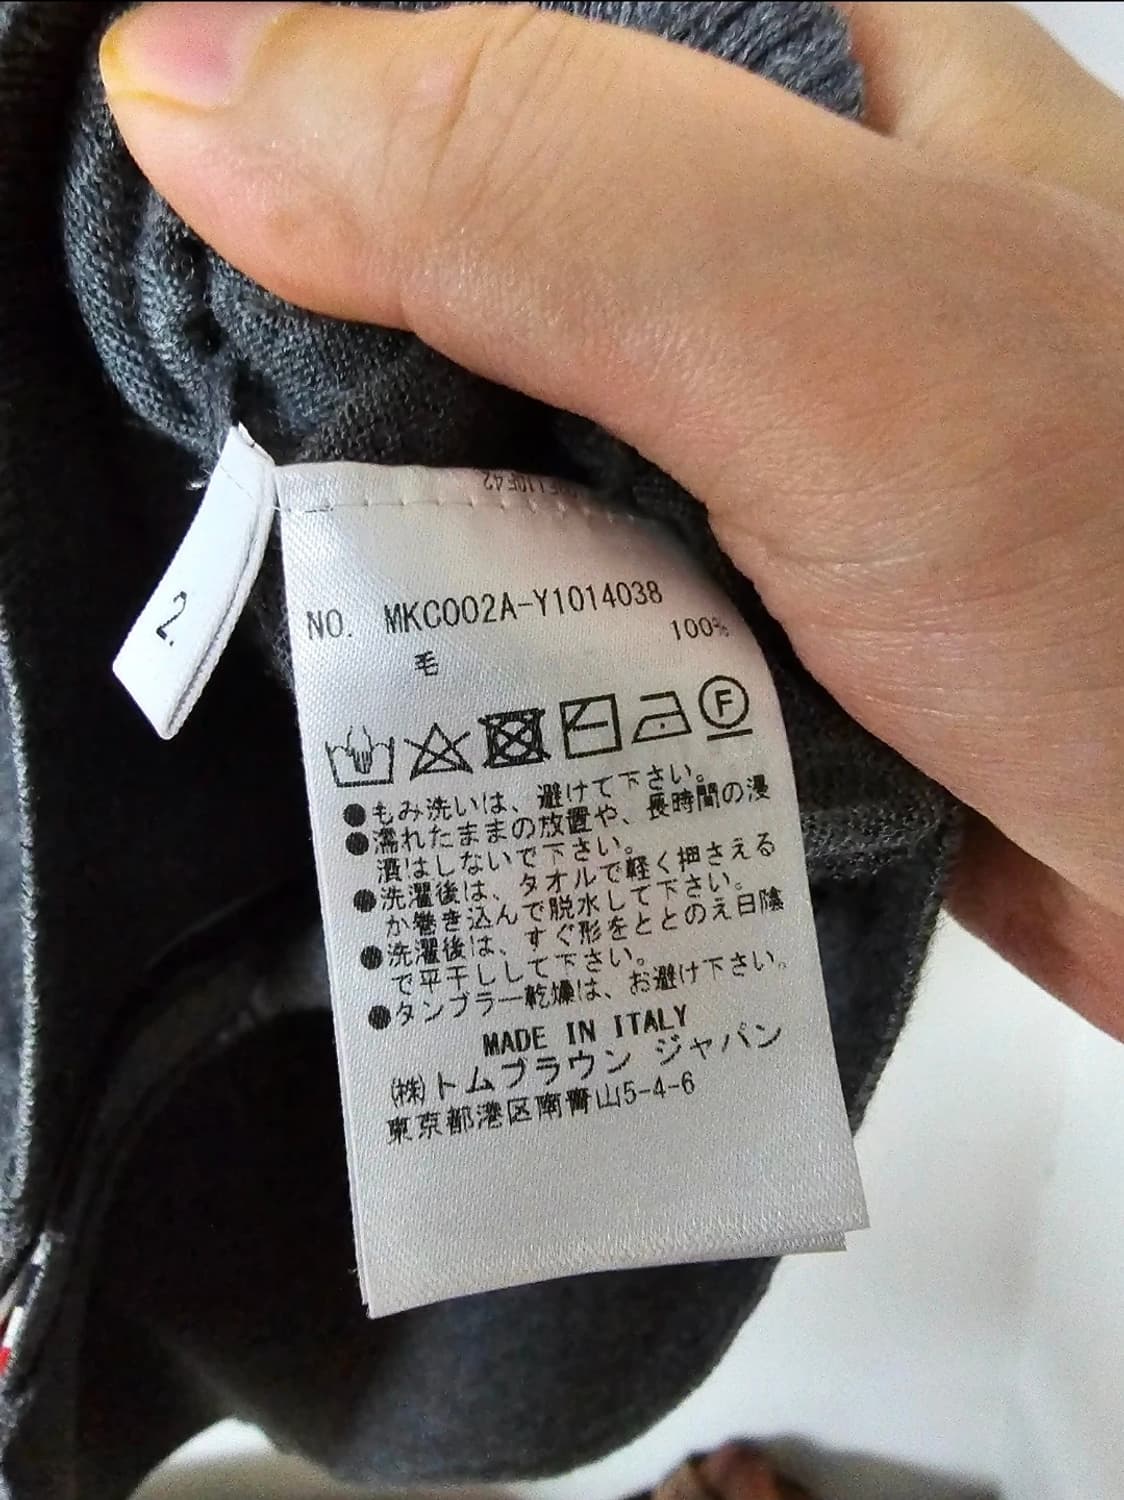 2.
NO. MKC002A-Y1014038
毛 100%
F
●もみ洗いは、避けて下さい。
●濡れたままの放置や、長時間の浸
漬はしないで下さい。
●洗濯後は、タオルで軽く押さえる
か巻き込んで脱水して下さい。
●洗濯後は、すぐ形をととのえ日陰
で平干しして下さい。
●タンブラー乾燥は、お避け下さい。
MADE IN ITALY
(株)トムブラウン ジャパン
東京都港区南青山5-4-6